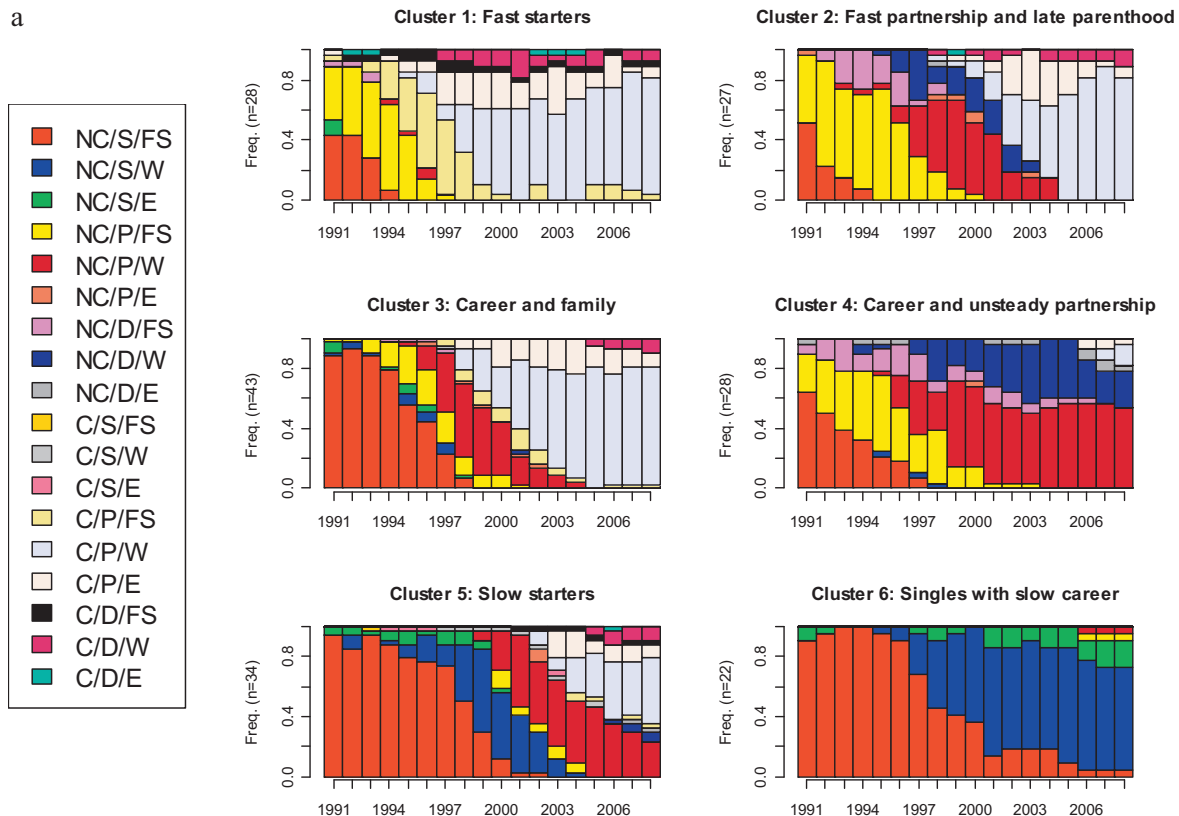 a
NC/S/FS
NC/S/W
NC/S/E
NC/P/FS
NC/P/W
NC/P/E
NC/D/FS
NC/D/W
NC/D/E
C/S/FS
C/S/W
C/S/E
C/P/FS
C/P/W
C/P/E
C/D/FS
C/D/W
C/D/E
Cluster 1: Fast starters
Freq. (n=28)
0.0 0.4 0.8
1991 1994 1997 2000 2003 2006
Cluster 2: Fast partnership and late parenthood
Freq. (n=27)
0.0 0.4 0.8
1991 1994 1997 2000 2003 2006
Cluster 3: Career and family
Freq. (n=43)
0.0 0.4 0.8
1991 1994 1997 2000 2003 2006
Cluster 4: Career and unsteady partnership
Freq. (n=28)
0.0 0.4 0.8
1991 1994 1997 2000 2003 2006
Cluster 5: Slow starters
Freq. (n=34)
0.0 0.4 0.8
1991 1994 1997 2000 2003 2006
Cluster 6: Singles with slow career
Freq. (n=22)
0.0 0.4 0.8
1991 1994 1997 2000 2003 2006